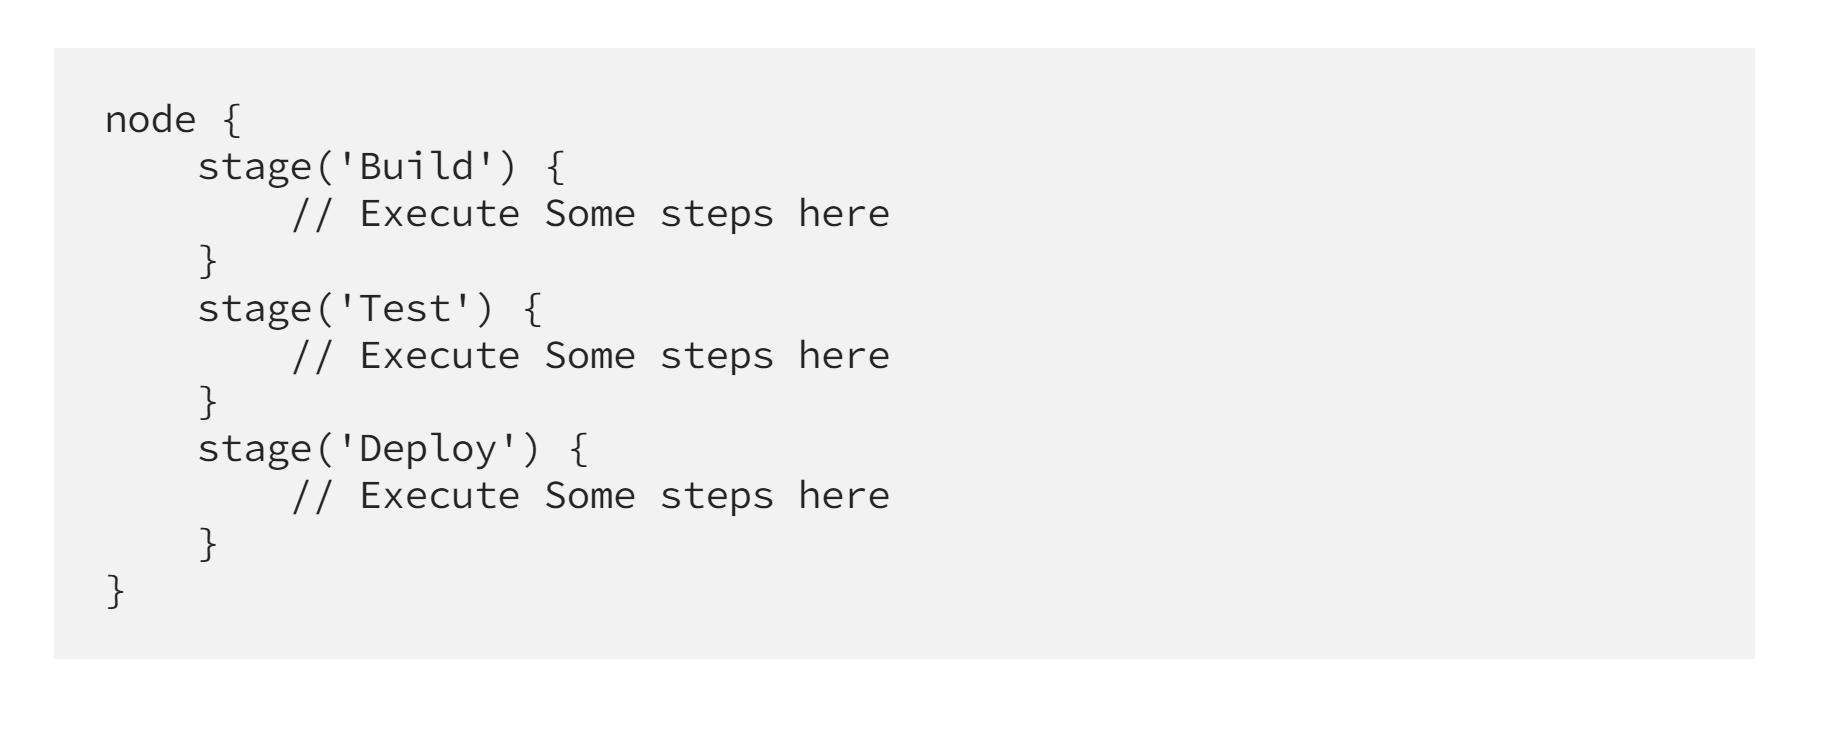 node {
    stage('Build') {
        // Execute Some steps here
    }
    stage('Test') {
        // Execute Some steps here
    }
    stage('Deploy') {
        // Execute Some steps here
    }
}